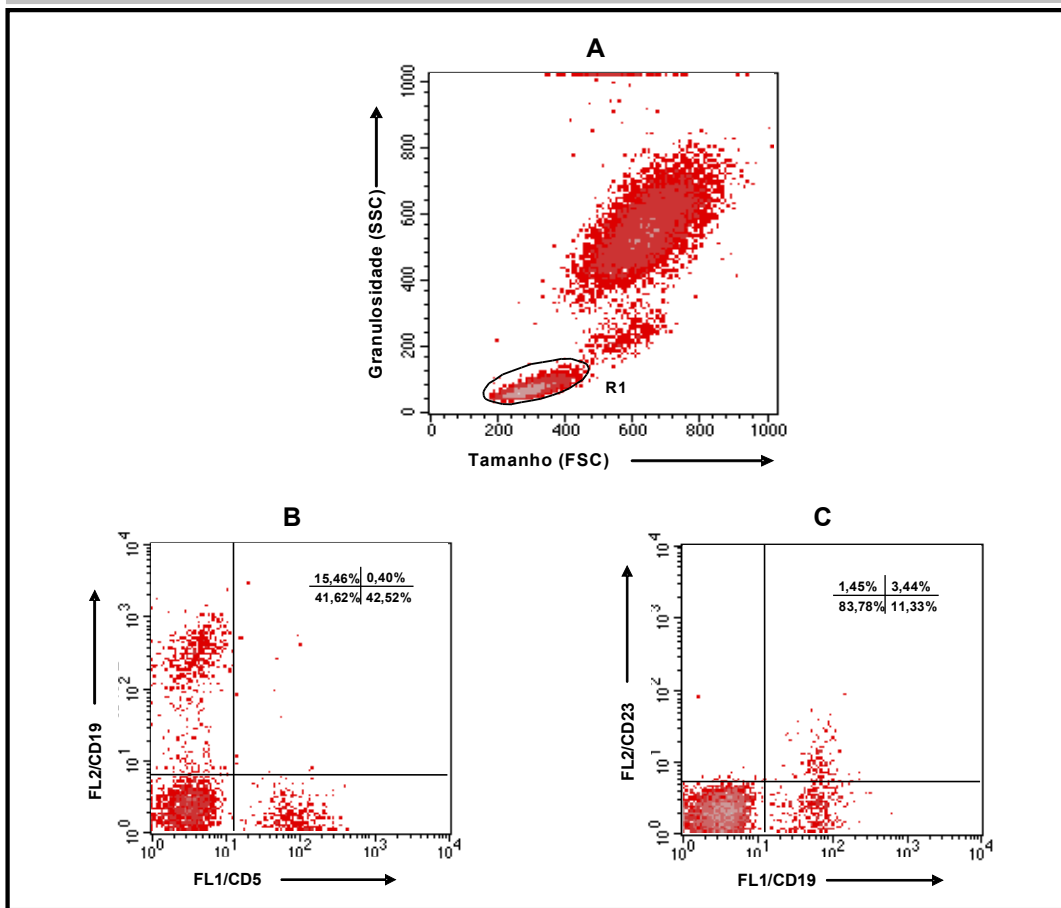 A
Granulosidade (SSC)
1000
800
600
400
200
0
R1
0 200 400 600 800 1000
Tamanho (FSC)
B
FL2/CD19
10^4
10^3
10^2
10^1
10^0
15,46% 0,40%
41,62% 42,52%
10^0 10^1 10^2 10^3 10^4
FL1/CD5
C
FL2/CD23
10^4
10^3
10^2
10^1
10^0
1,45% 3,44%
83,78% 11,33%
10^0 10^1 10^2 10^3 10^4
FL1/CD19